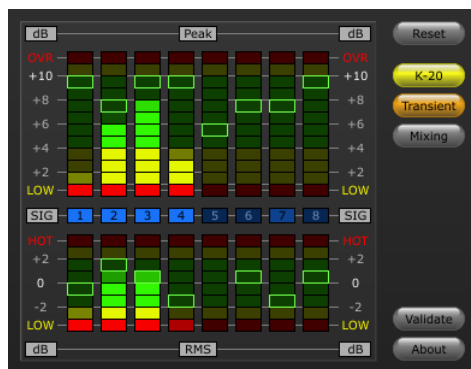 dB Peak dB Reset
OVR OVR
+10 +10 K-20
+8 +8
Transient
+6 +6
Mixing
+4 +4
+2 +2
LOW LOW
SIG 1 2 3 4 5 6 7 8 SIG
HOT HOT
+2 +2
0 0
-2 -2
LOW LOW Validate
dB RMS dB About